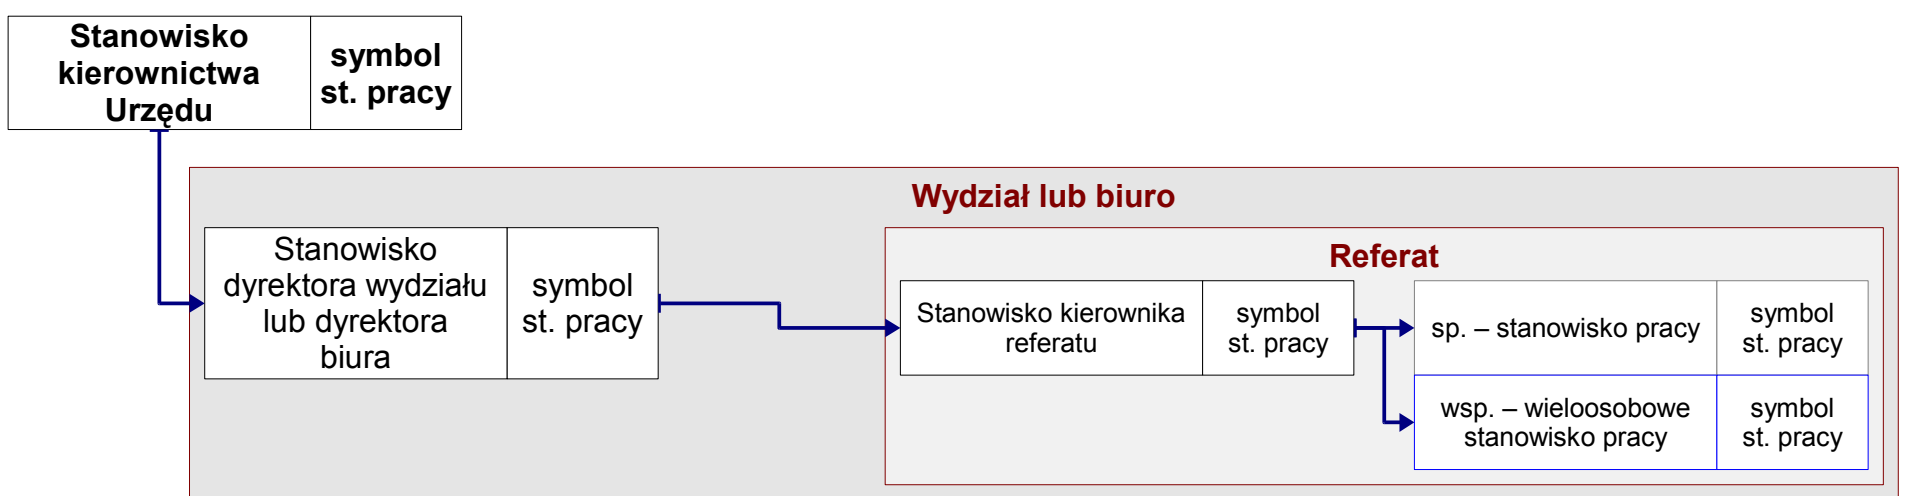 Stanowisko
kierownictwa
Urzędu
symbol
st. pracy
Wydział lub biuro
Stanowisko
dyrektora wydziału
lub dyrektora
biura
symbol
st. pracy
Referat
Stanowisko kierownika
referatu
symbol
st. pracy
sp. – stanowisko pracy
symbol
st. pracy
wsp. – wieloosobowe
stanowisko pracy
symbol
st. pracy